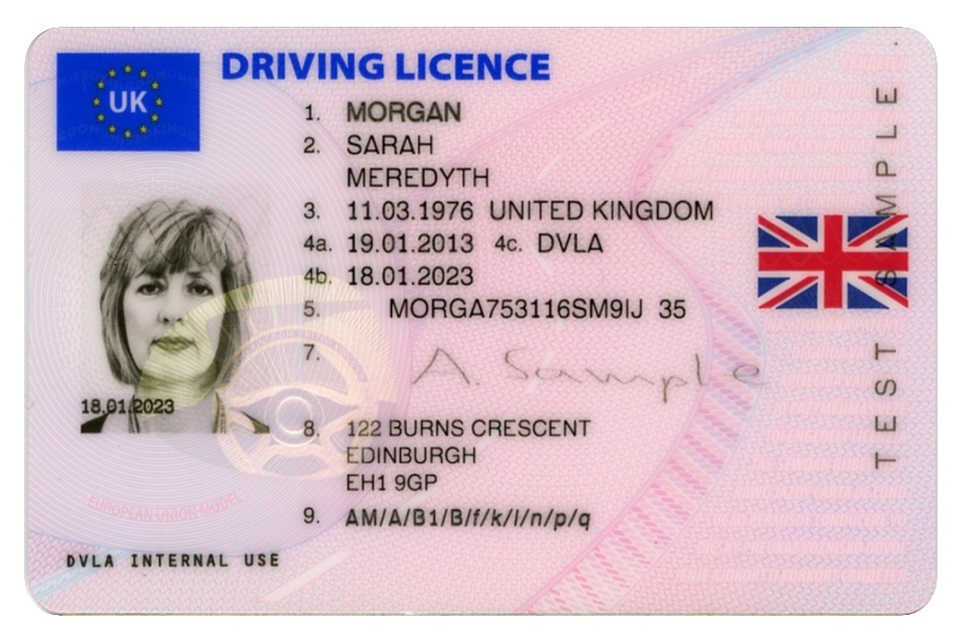 UK
DRIVING LICENCE
1. MORGAN
2. SARAH
MEREDYTH
3. 11.03.1976 UNITED KINGDOM
4a. 19.01.2013 4c. DVLA
4b. 18.01.2023
5. MORGA753116SM9IJ 35
7. A. Sample
18.01.2023
8. 122 BURNS CRESCENT
EDINBURGH
EH1 9GP
9. AM/A/B1/B/f/k/l/n/p/q
EUROPEAN UNION MODEL
DVLA INTERNAL USE
TEST SAMPLE